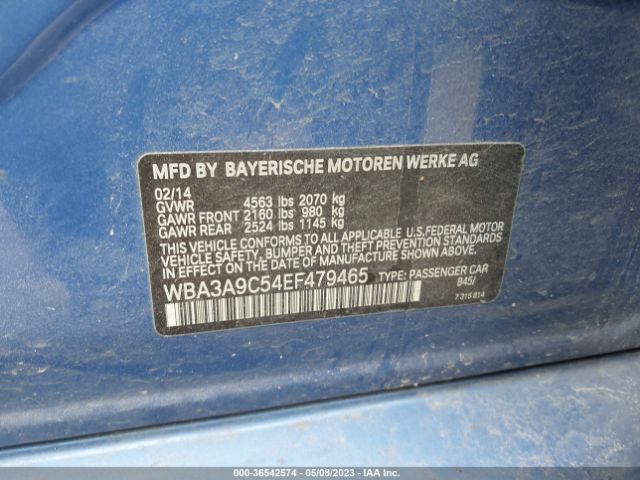 MFD BY BAYERISCHE MOTOREN WERKE AG
02/14
GVWR 4563 lbs 2070 kg
GAWR FRONT 2160 lbs 980 kg
GAWR REAR 2524 lbs 1145 kg
THIS VEHICLE CONFORMS TO ALL APPLICABLE U.S. FEDERAL MOTOR
VEHICLE SAFETY, BUMPER AND THEFT PREVENTION STANDARDS
IN EFFECT ON THE DATE OF MANUFACTURE SHOWN ABOVE.
WBA3A9C54EF479465 TYPE: PASSENGER CAR
B45/
7 315 814
000-36542574 - 05/08/2023 - IAA Inc.